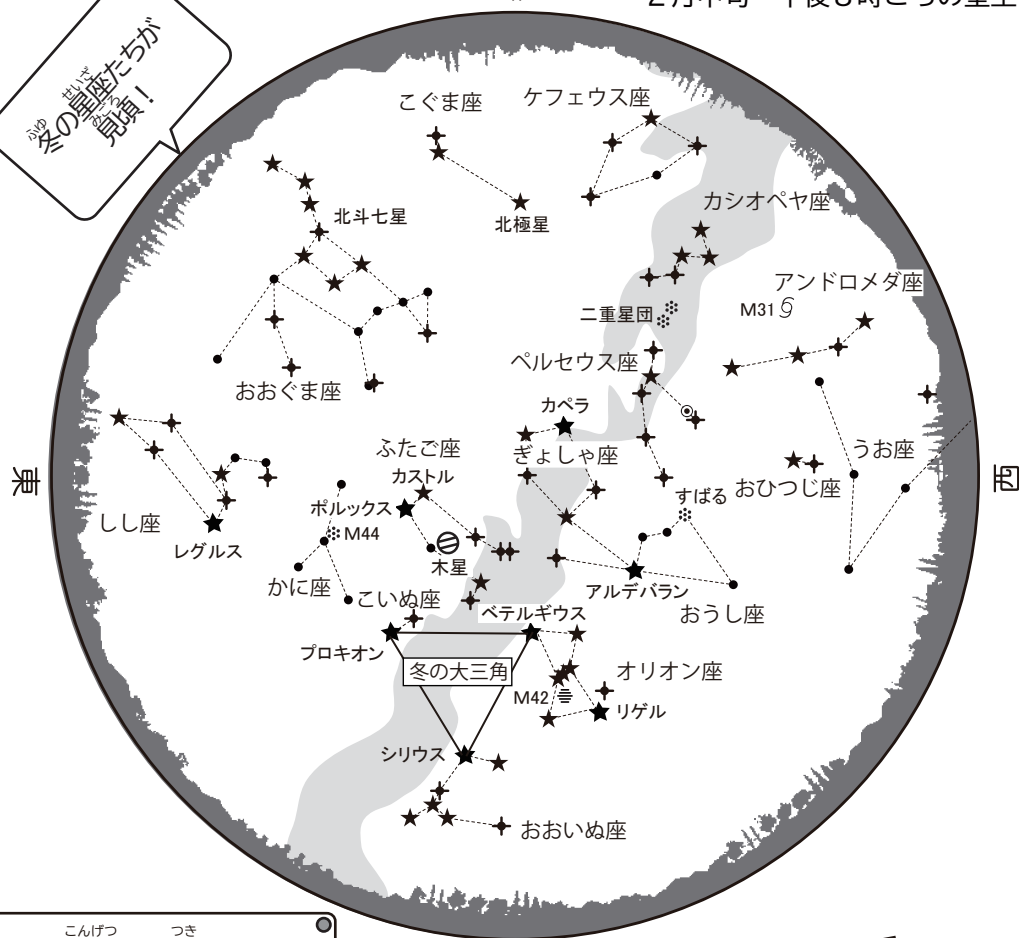 2月中旬 午後8時ごろの星空
冬の星座たちが
ふゆ せいざ
見頃!
みごろ
こぐま座
ケフェウス座
北斗七星
北極星
カシオペヤ座
アンドロメダ座
M31
二重星団
ペルセウス座
おおぐま座
カペラ
ぎょしゃ座
うお座
ふたご座
カストル
すばる
おひつじ座
東
西
しし座
ポルックス
M44
レグルス
木星
かに座
アルデバラン
こいぬ座
おうし座
ベテルギウス
プロキオン
冬の大三角
オリオン座
M42
リゲル
シリウス
おおいぬ座
こんげつ つき